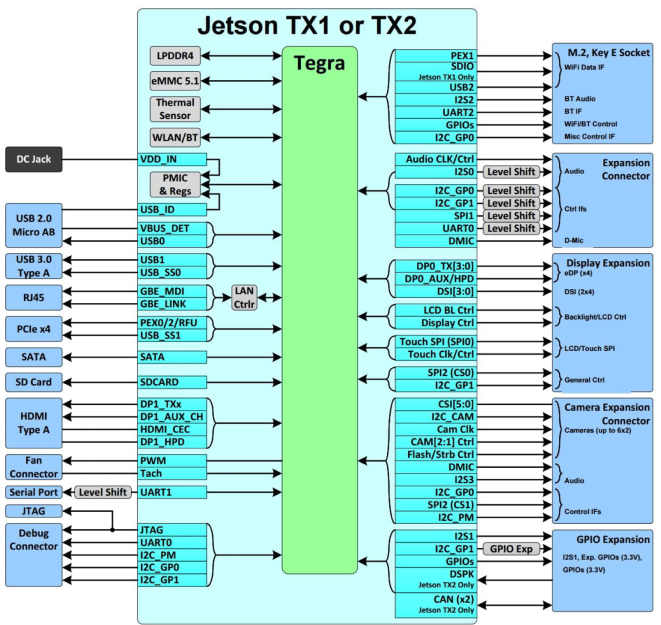 Jetson TX1 or TX2
Tegra
LPDDR4
eMMC 5.1
Thermal
Sensor
WLAN/BT
DC Jack
VDD_IN
PMIC
& Regs
USB_ID
USB 2.0
Micro AB
VBUS_DET
USB0
USB 3.0
Type A
USB1
USB_SS0
RJ45
GBE_MDI
GBE_LINK
LAN
Ctrlr
PCIe x4
PEX0/2/RFU
USB_SS1
SATA
SATA
SD Card
SDCARD
HDMI
Type A
DP1_TXx
DP1_AUX_CH
HDMI_CEC
DP1_HPD
Fan
Connector
PWM
Tach
Serial Port
Level Shift
UART1
JTAG
Debug
Connector
JTAG
UART0
I2C_PM
I2C_GP0
I2C_GP1
PEX1
SDIO
Jetson TX1 Only
USB2
I2S2
UART2
GPIOs
I2C_GP0
M.2, Key E Socket
WiFi Data IF
BT Audio
BT IF
WiFi/BT Control
Misc Control IF
Audio CLK/Ctrl
I2S0
Level Shift
I2C_GP0
Level Shift
I2C_GP1
Level Shift
SPI1
Level Shift
UART0
Level Shift
DMIC
Expansion
Connector
Audio
Ctrl Ifs
D-Mic
DP0_TX[3:0]
DP0_AUX/HPD
DSI[3:0]
LCD BL Ctrl
Display Ctrl
Touch SPI (SPI0)
Touch Clk/Ctrl
SPI2 (CS0)
I2C_GP1
Display Expansion
eDP (x4)
DSI (2x4)
Backlight/LCD Ctrl
LCD/Touch SPI
General Ctrl
CSI[5:0]
I2C_CAM
Cam Clk
CAM[2:1] Ctrl
Flash/Strb Ctrl
DMIC
I2S3
I2C_GP0
SPI2 (CS1)
I2C_PM
Camera Expansion
Connector
Cameras (up to 6x2)
Audio
Control IFs
I2S1
I2C_GP1
GPIO Exp
GPIOs
DSPK
Jetson TX2 Only
CAN (x2)
Jetson TX2 Only
GPIO Expansion
I2S1, Exp. GPIOs (3.3V),
GPIOs (3.3V)